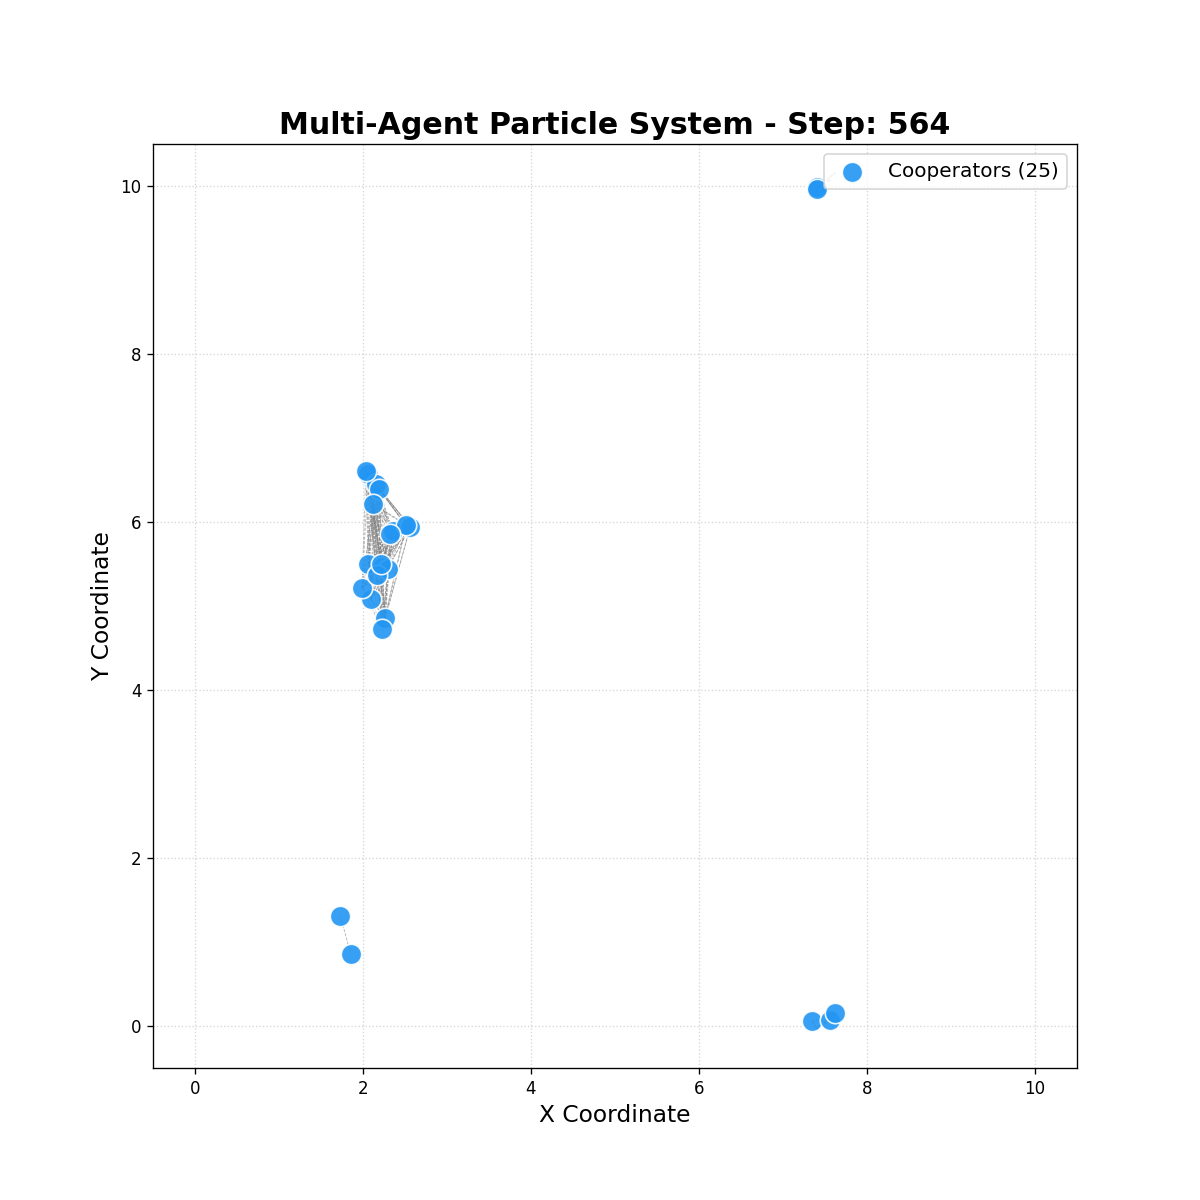 Multi-Agent Particle System - Step: 564
Cooperators (25)
10
8
6
4
2
0
Y Coordinate
0 2 4 6 8 10
X Coordinate